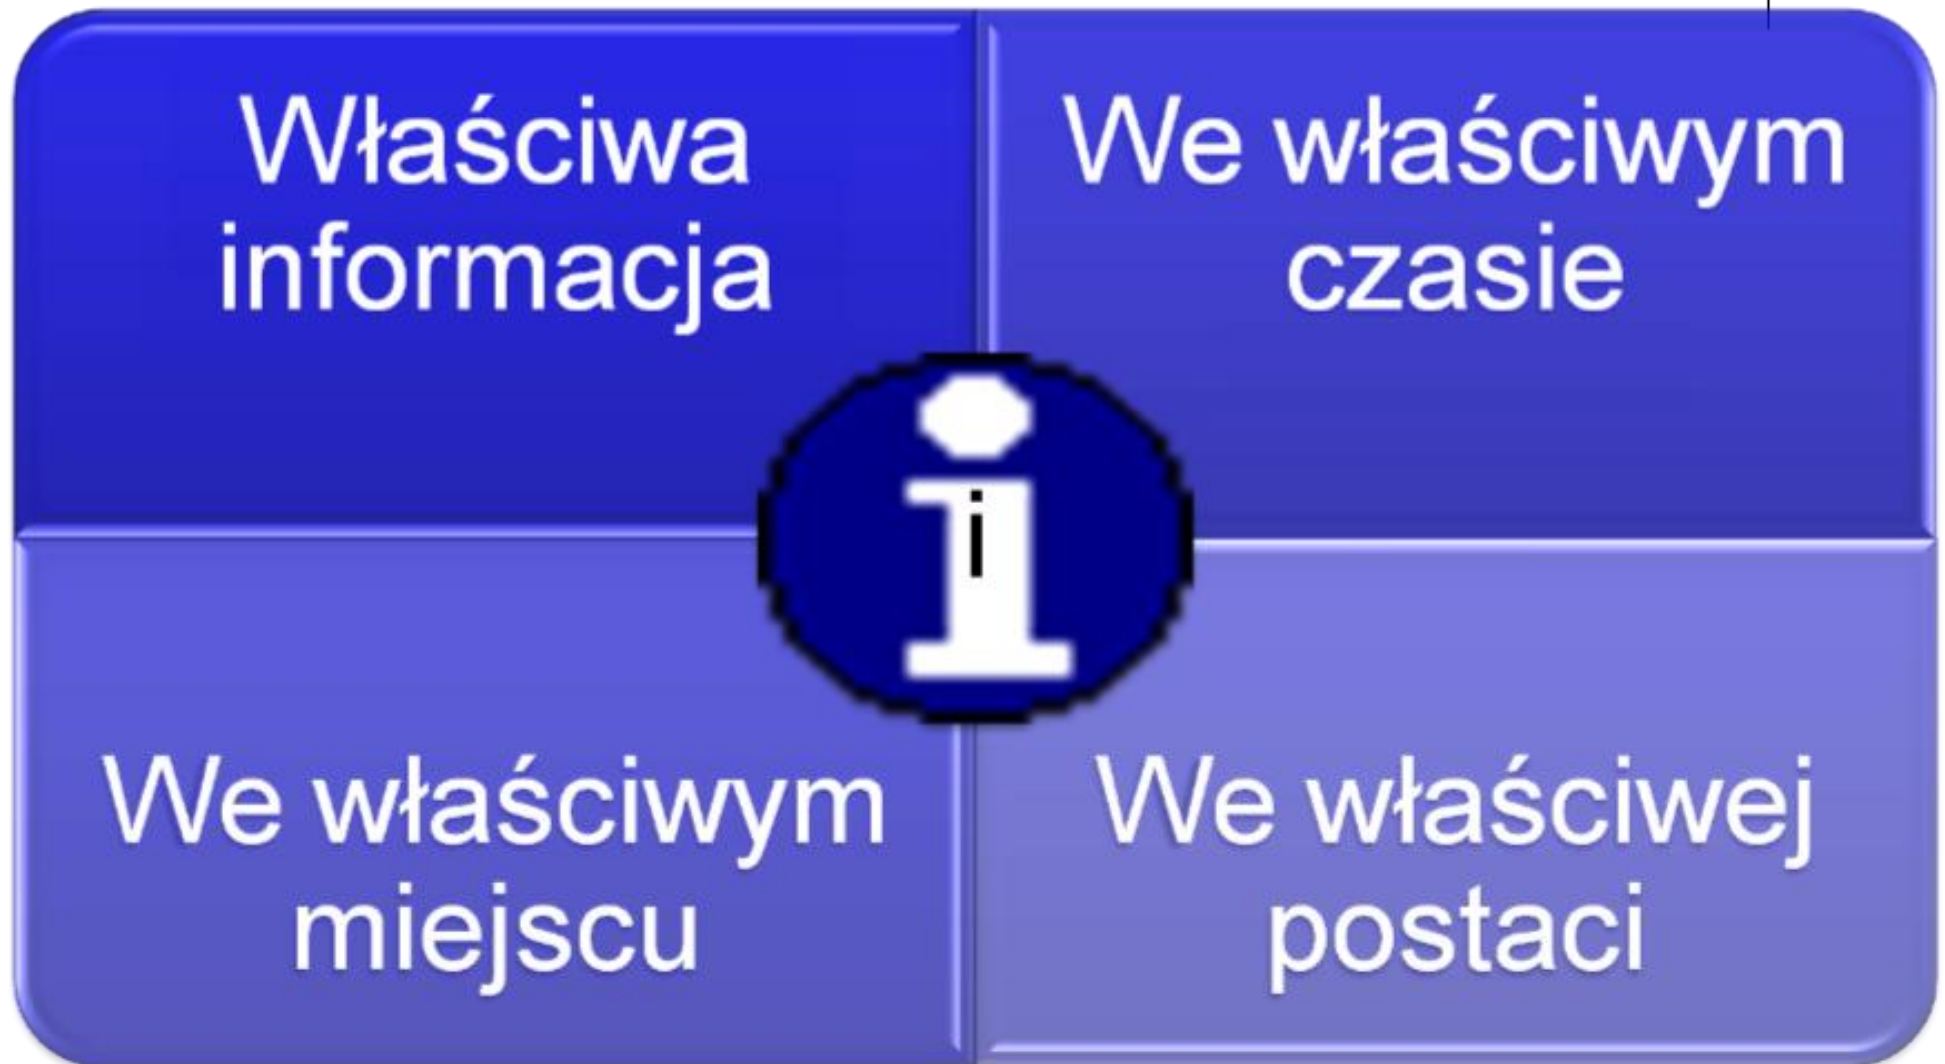 Właściwa
informacja
We właściwym
czasie
i
i
We właściwym
miejscu
We właściwej
postaci